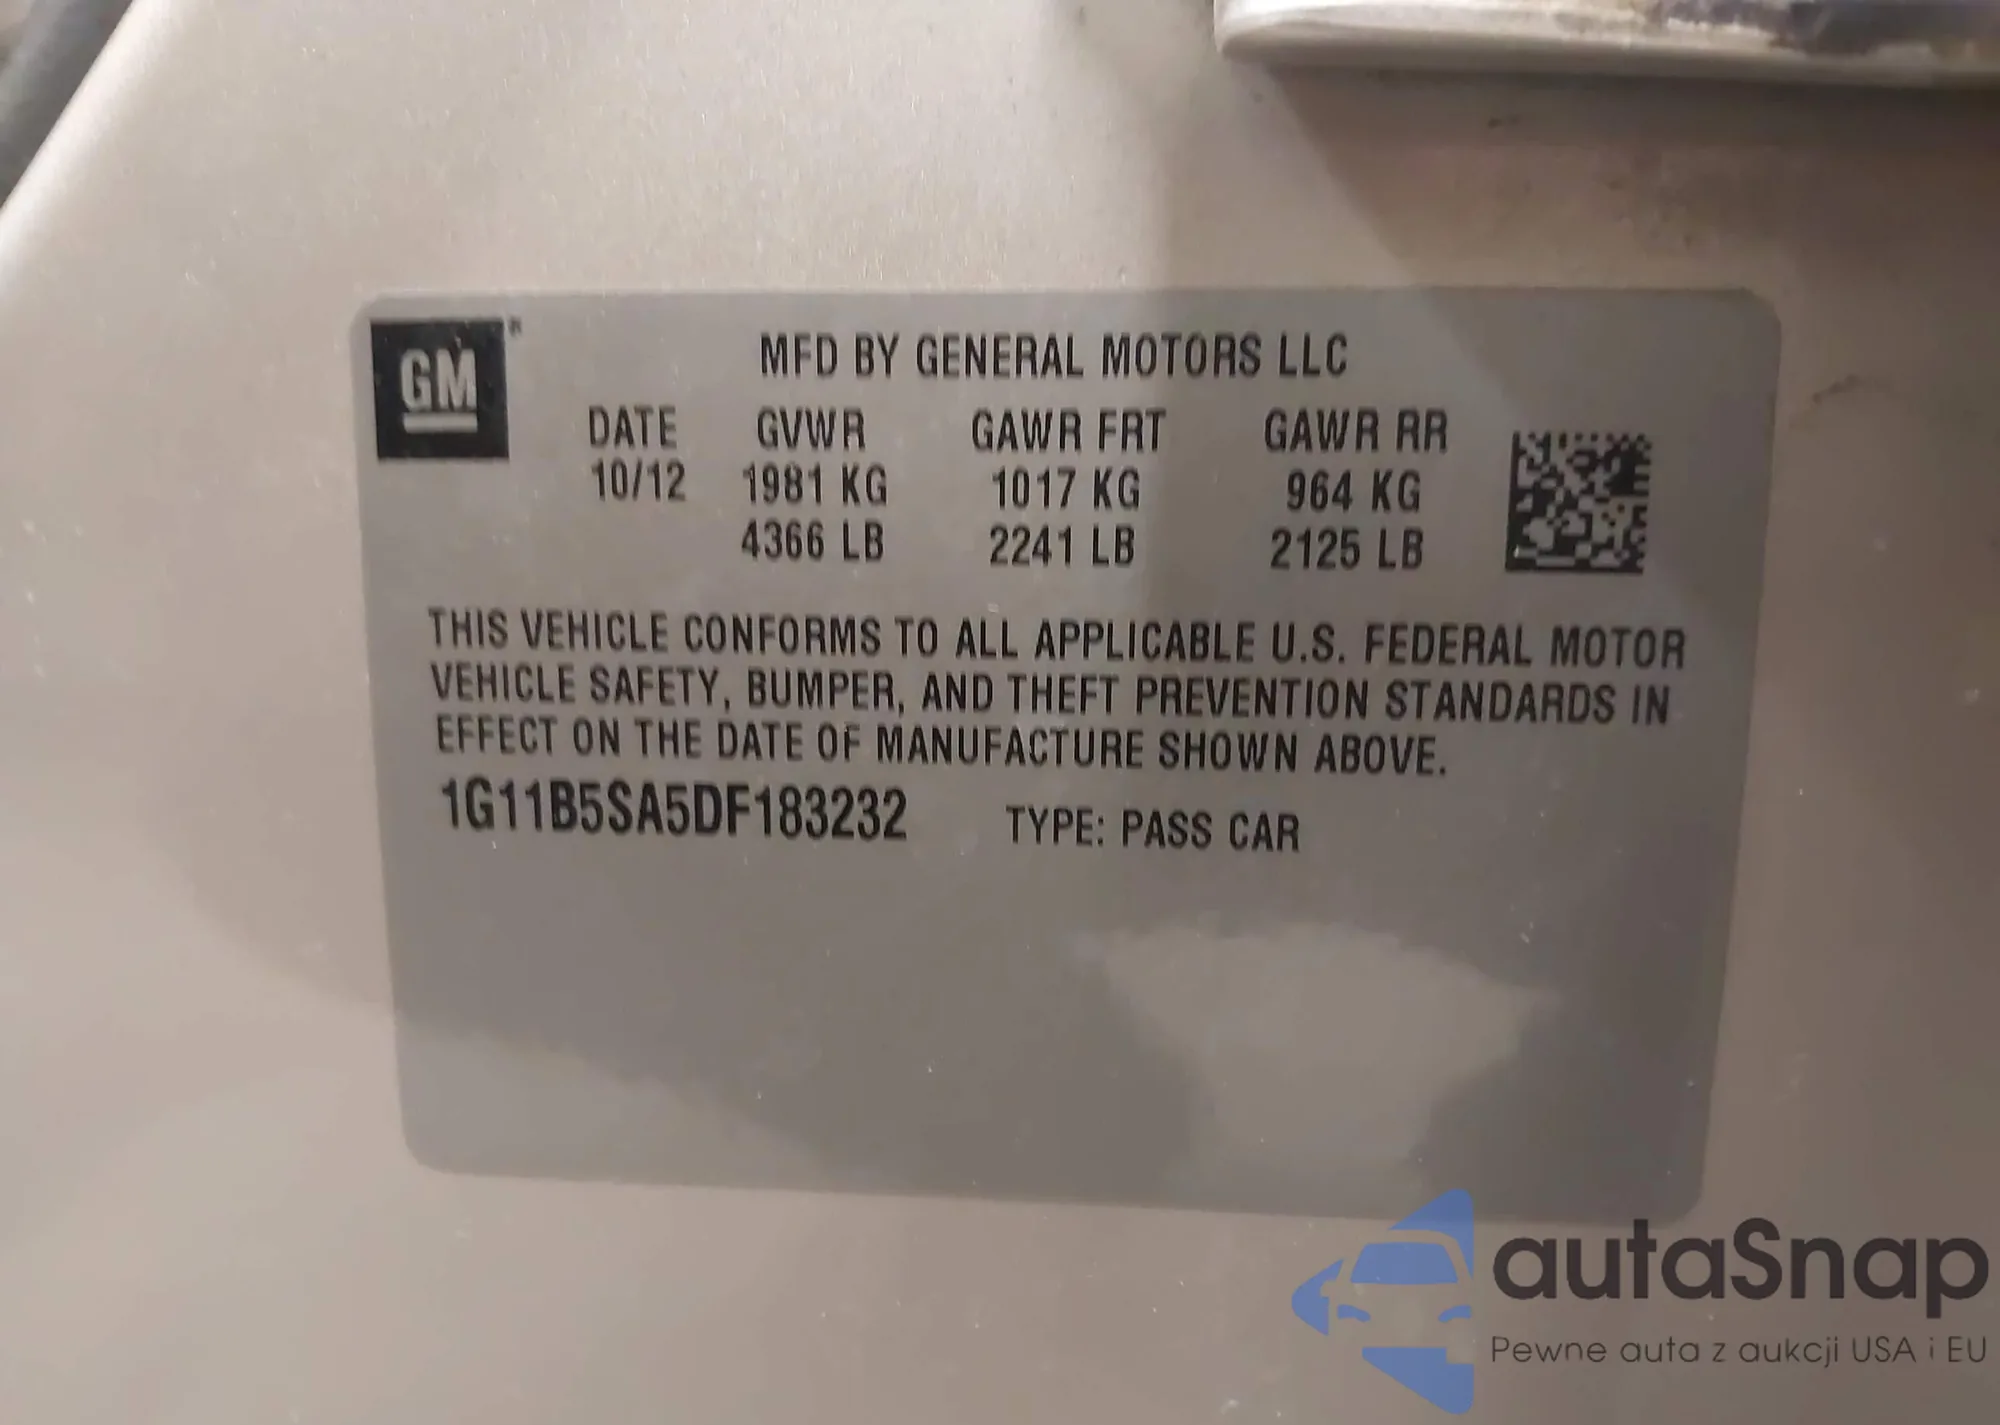 GM
MFD BY GENERAL MOTORS LLC
DATE GVWR GAWR FRT GAWR RR
10/12 1981 KG 1017 KG 964 KG
4366 LB 2241 LB 2125 LB
THIS VEHICLE CONFORMS TO ALL APPLICABLE U.S. FEDERAL MOTOR
VEHICLE SAFETY, BUMPER, AND THEFT PREVENTION STANDARDS IN
EFFECT ON THE DATE OF MANUFACTURE SHOWN ABOVE.
1G11B5SA5DF183232 TYPE: PASS CAR
autaSnap
Pewne auta z aukcji USA i EU